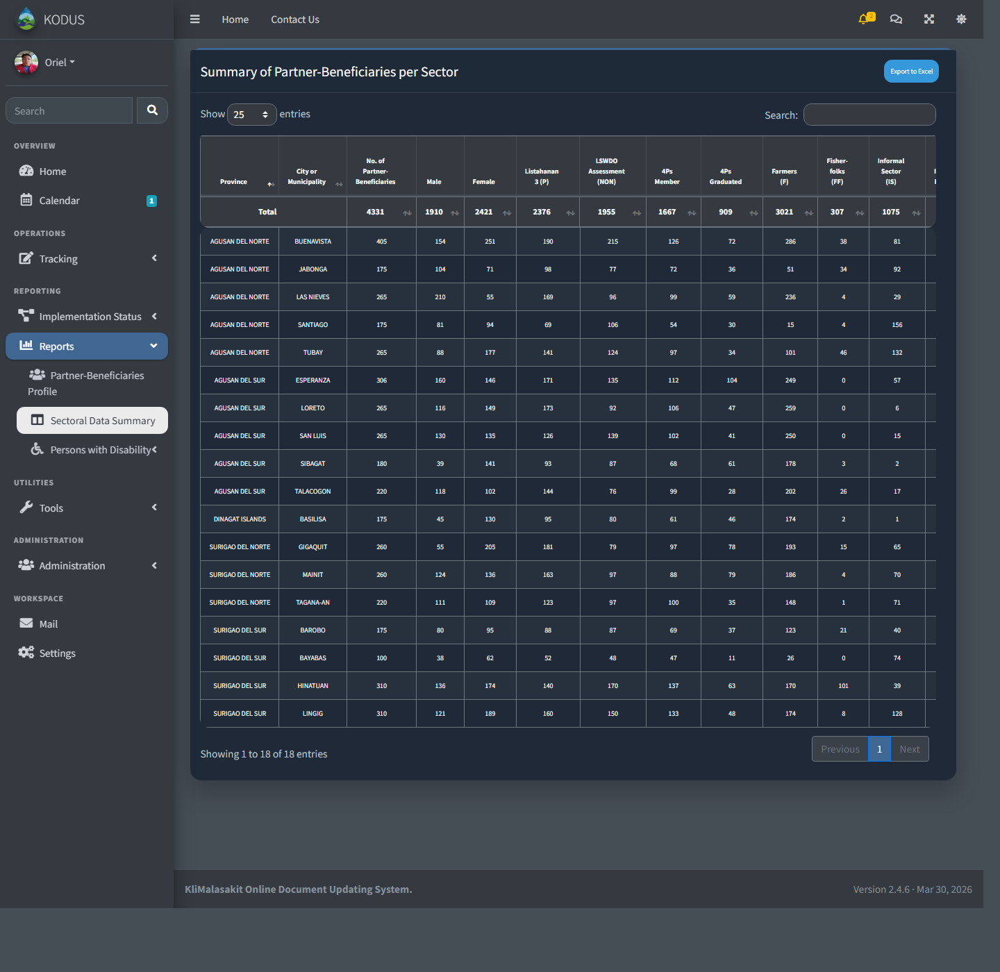 KODUS
Home
Contact Us
2
Oriel
Search
OVERVIEW
Home
Calendar
1
OPERATIONS
Tracking
REPORTING
Implementation Status
Reports
Partner-Beneficiaries
Profile
Sectoral Data Summary
Persons with Disability
UTILITIES
Tools
ADMINISTRATION
Administration
WORKSPACE
Mail
Settings
Summary of Partner-Beneficiaries per Sector
Export to Excel
Show 25 entries
Search:
Province
City or
Municipality
No. of
Partner-
Beneficiaries
Male
Female
Listahanan
3 (P)
LSWDO
Assessment
(NON)
4Ps
Member
4Ps
Graduated
Farmers
(F)
Fisher-
folks
(FF)
Informal
Sector
(IS)
Total 4331 1910 2421 2376 1955 1667 909 3021 307 1075
AGUSAN DEL NORTE BUENAVISTA 405 154 251 190 215 126 72 286 38 81
AGUSAN DEL NORTE JABONGA 175 104 71 98 77 72 36 51 34 92
AGUSAN DEL NORTE LAS NIEVES 265 210 55 169 96 99 59 236 4 29
AGUSAN DEL NORTE SANTIAGO 175 81 94 69 106 54 30 15 4 156
AGUSAN DEL NORTE TUBAY 265 88 177 141 124 97 34 101 46 132
AGUSAN DEL SUR ESPERANZA 306 160 146 171 135 112 104 249 0 57
AGUSAN DEL SUR LORETO 265 116 149 173 92 106 47 259 0 6
AGUSAN DEL SUR SAN LUIS 265 130 135 126 139 102 41 250 0 15
AGUSAN DEL SUR SIBAGAT 180 39 141 93 87 68 61 178 3 2
AGUSAN DEL SUR TALACOGON 220 118 102 144 76 99 28 202 26 17
DINAGAT ISLANDS BASILISA 175 45 130 95 80 61 46 174 2 1
SURIGAO DEL NORTE GIGAQUIT 260 55 205 181 79 97 78 193 15 65
SURIGAO DEL NORTE MAINIT 260 124 136 163 97 88 79 186 4 70
SURIGAO DEL NORTE TAGANA-AN 220 111 109 123 97 100 35 148 1 71
SURIGAO DEL SUR BAROBO 175 80 95 88 87 69 37 123 21 40
SURIGAO DEL SUR BAYABAS 100 38 62 52 48 47 11 26 0 74
SURIGAO DEL SUR HINATUAN 310 136 174 140 170 137 63 170 101 39
SURIGAO DEL SUR LINGIG 310 121 189 160 150 133 48 174 8 128
Showing 1 to 18 of 18 entries
Previous 1 Next
KliMalasakit Online Document Updating System.
Version 2.4.6 · Mar 30, 2026